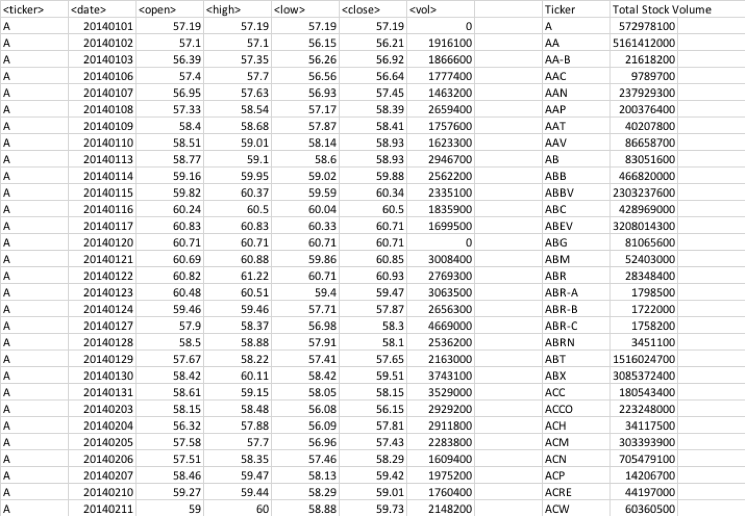 <ticker> <date> <open> <high> <low> <close> <vol> Ticker Total Stock Volume
A 20140101 57.19 57.19 57.19 57.19 0 A 572978100
A 20140102 57.1 57.1 56.15 56.21 1916100 AA 5161412000
A 20140103 56.39 57.35 56.26 56.92 1866600 AA-B 21618200
A 20140106 57.4 57.7 56.56 56.64 1777400 AAC 9789700
A 20140107 56.95 57.63 56.93 57.45 1463200 AAN 237929300
A 20140108 57.33 58.54 57.17 58.39 2659400 AAP 200376400
A 20140109 58.4 58.68 57.87 58.41 1757600 AAT 40207800
A 20140110 58.51 59.01 58.14 58.93 1623300 AAV 86658700
A 20140113 58.77 59.1 58.6 58.93 2946700 AB 83051600
A 20140114 59.16 59.95 59.02 59.88 2562200 ABB 466820000
A 20140115 59.82 60.37 59.59 60.34 2335100 ABBV 2303237600
A 20140116 60.24 60.5 60.04 60.5 1835900 ABC 428969000
A 20140117 60.83 60.83 60.33 60.71 1699500 ABEV 3208014300
A 20140120 60.71 60.71 60.71 60.71 0 ABG 81065600
A 20140121 60.69 60.88 59.86 60.85 3008400 ABM 52403000
A 20140122 60.82 61.22 60.71 60.93 2769300 ABR 28348400
A 20140123 60.48 60.51 59.4 59.47 3063500 ABR-A 1798500
A 20140124 59.46 59.46 57.71 57.87 2656300 ABR-B 1722000
A 20140127 57.9 58.37 56.98 58.3 4669000 ABR-C 1758200
A 20140128 58.5 58.88 57.91 58.1 2536200 ABRN 3451100
A 20140129 57.67 58.22 57.41 57.65 2163000 ABT 1516024700
A 20140130 58.42 60.11 58.42 59.51 3743100 ABX 3085372400
A 20140131 58.61 59.15 58.05 58.15 3529000 ACC 180543400
A 20140203 58.15 58.48 56.08 56.15 2929200 ACCO 223248000
A 20140204 56.32 57.88 56.09 57.81 2911800 ACH 34117500
A 20140205 57.58 57.7 56.96 57.43 2283800 ACM 303393900
A 20140206 57.51 58.35 57.46 58.29 1609400 ACN 705479100
A 20140207 58.46 59.47 58.13 59.42 1975200 ACP 14206700
A 20140210 59.27 59.44 58.29 59.01 1760400 ACRE 44197000
A 20140211 59 60 58.88 59.73 2148200 ACW 60360500